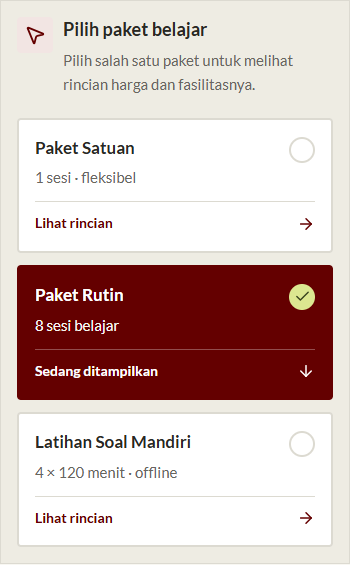 Pilih paket belajar
Pilih salah satu paket untuk melihat
rincian harga dan fasilitasnya.
Paket Satuan
1 sesi · fleksibel
Lihat rincian
Paket Rutin
8 sesi belajar
Sedang ditampilkan
Latihan Soal Mandiri
4 × 120 menit · offline
Lihat rincian